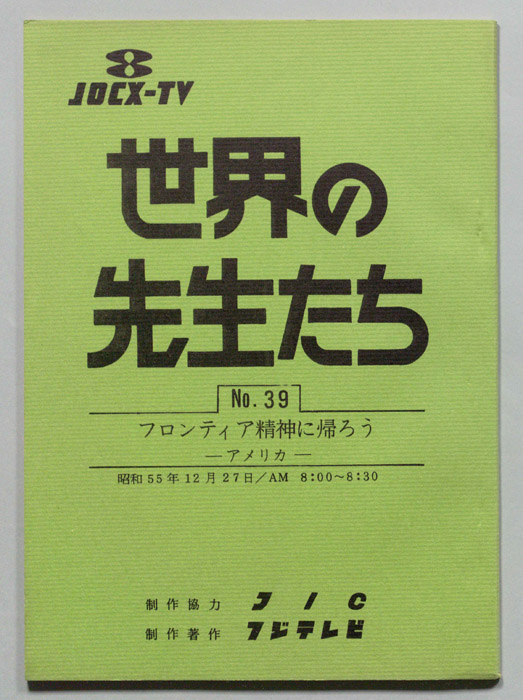 8
JOCX-TV
世界の
先生たち
No. 39
フロンティア精神に帰ろう
―アメリカ―
昭和55年12月27日/AM 8:00~8:30
制作協力 JIC
制作著作 フジテレビ